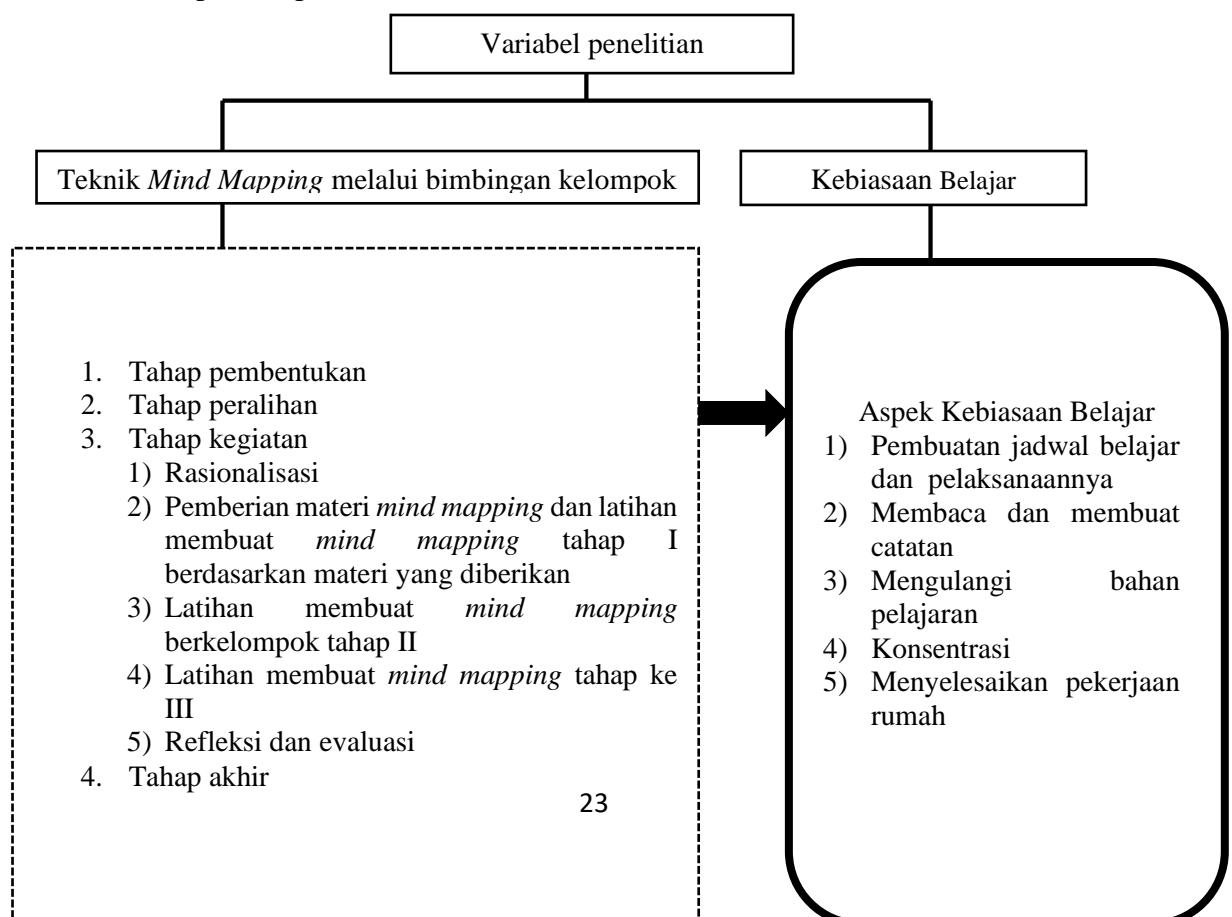 Variabel penelitian
Teknik Mind Mapping melalui bimbingan kelompok
Kebiasaan Belajar
1. Tahap pembentukan
2. Tahap peralihan
3. Tahap kegiatan
1) Rasionalisasi
2) Pemberian materi mind mapping dan latihan
membuat mind mapping tahap I
berdasarkan materi yang diberikan
3) Latihan membuat mind mapping
berkelompok tahap II
4) Latihan membuat mind mapping tahap ke
III
5) Refleksi dan evaluasi
4. Tahap akhir
23
Aspek Kebiasaan Belajar
1) Pembuatan jadwal belajar
dan pelaksanaannya
2) Membaca dan membuat
catatan
3) Mengulangi bahan
pelajaran
4) Konsentrasi
5) Menyelesaikan pekerjaan
rumah